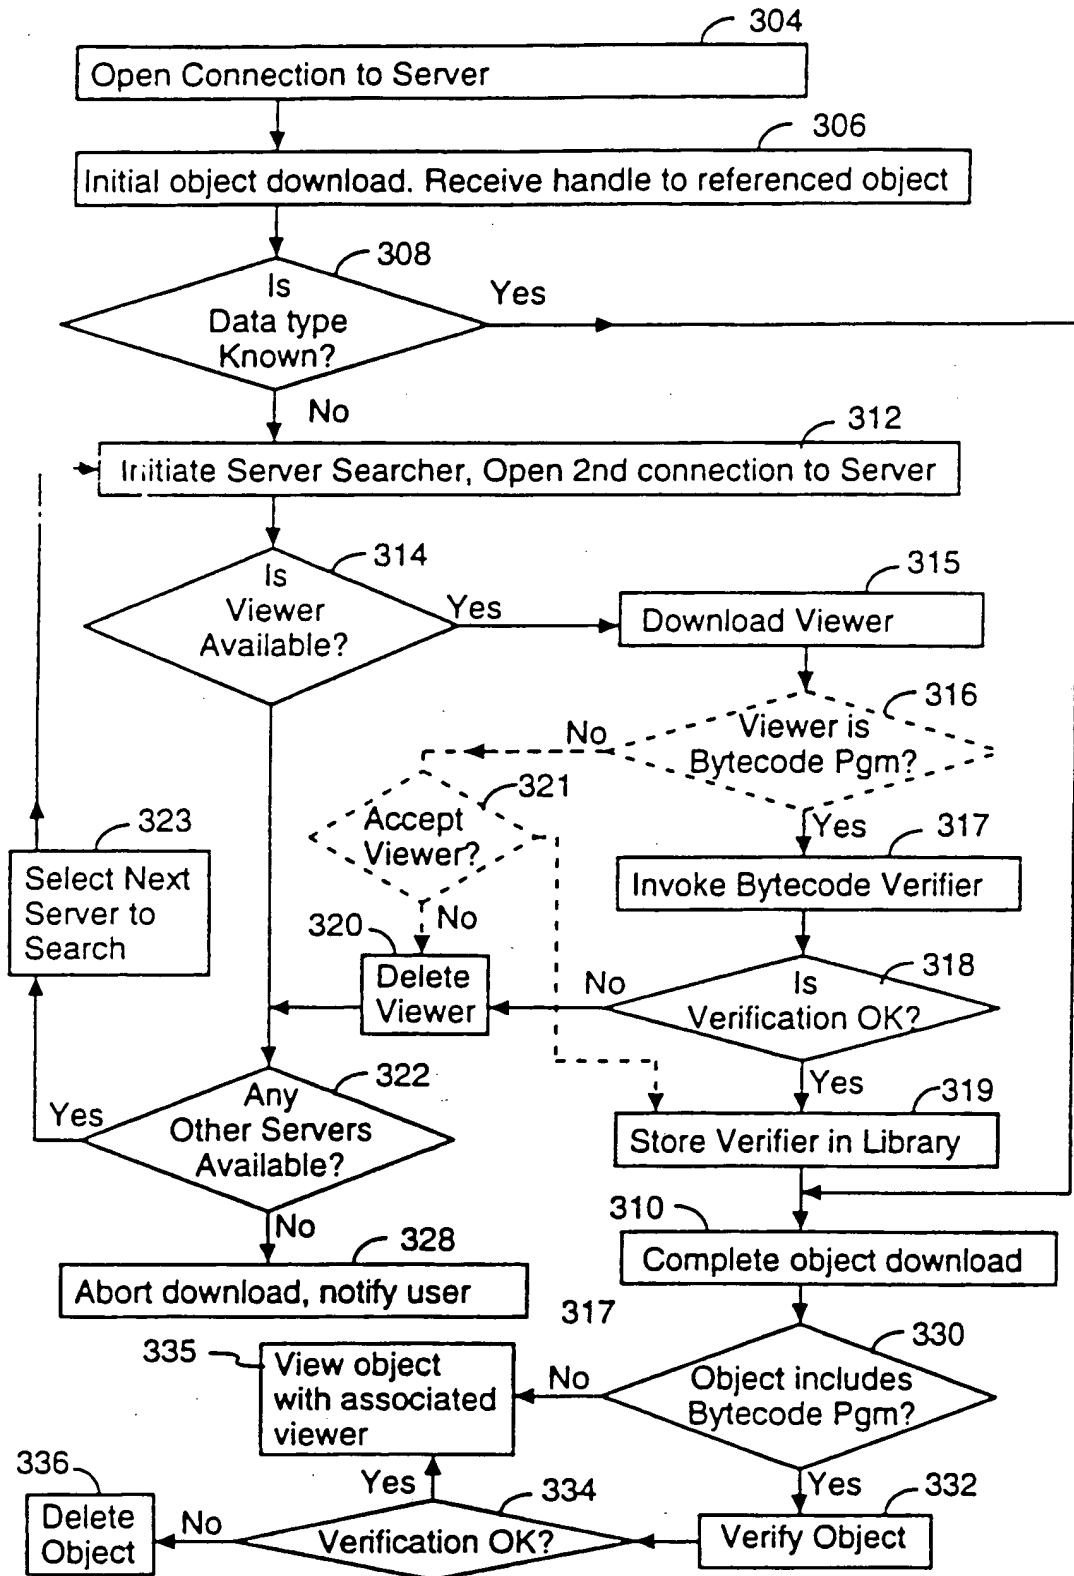 304
Open Connection to Server
306
Initial object download. Receive handle to referenced object
308
Is
Data type
Known?
Yes
No
312
Initiate Server Searcher, Open 2nd connection to Server
314
Is
Viewer
Available?
Yes
315
Download Viewer
316
Viewer is
Bytecode Pgm?
No
Yes
321
Accept
Viewer?
No
317
Invoke Bytecode Verifier
323
Select Next
Server to
Search
320
Delete
Viewer
No
318
Is
Verification OK?
Yes
322
Any
Other Servers
Available?
Yes
No
319
Store Verifier in Library
310
Complete object download
328
Abort download, notify user
317
330
Object includes
Bytecode Pgm?
No
Yes
335
View object
with associated
viewer
336
Delete
Object
No
Yes
334
Verification OK?
332
Verify Object